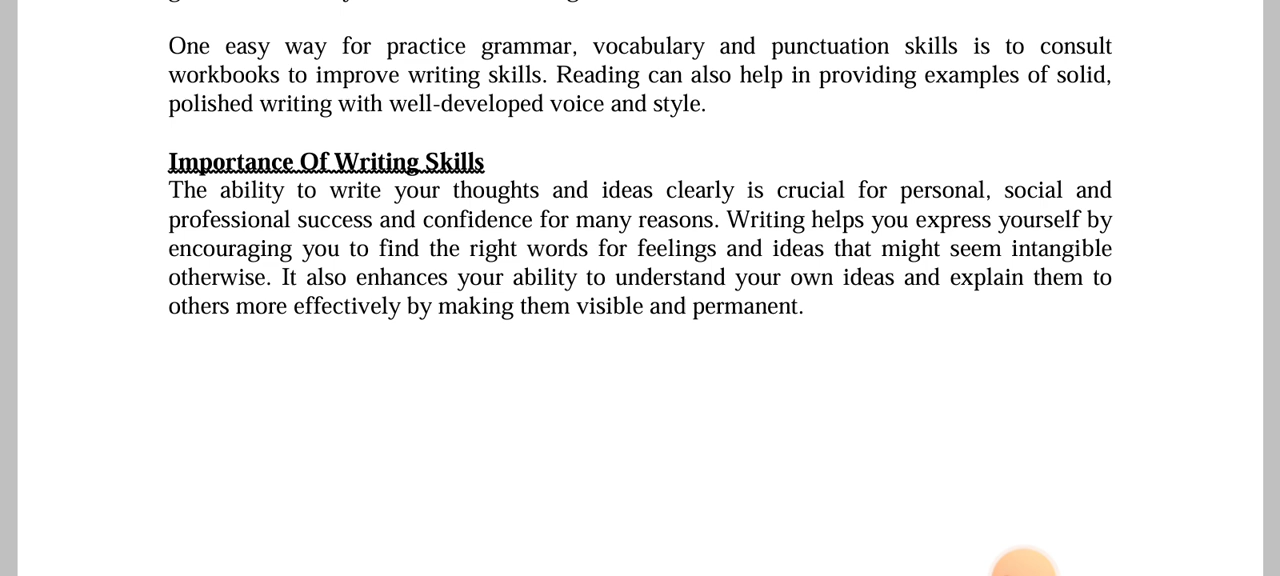 One easy way for practice grammar, vocabulary and punctuation skills is to consult
workbooks to improve writing skills. Reading can also help in providing examples of solid,
polished writing with well-developed voice and style.
Importance Of Writing Skills
The ability to write your thoughts and ideas clearly is crucial for personal, social and
professional success and confidence for many reasons. Writing helps you express yourself by
encouraging you to find the right words for feelings and ideas that might seem intangible
otherwise. It also enhances your ability to understand your own ideas and explain them to
others more effectively by making them visible and permanent.